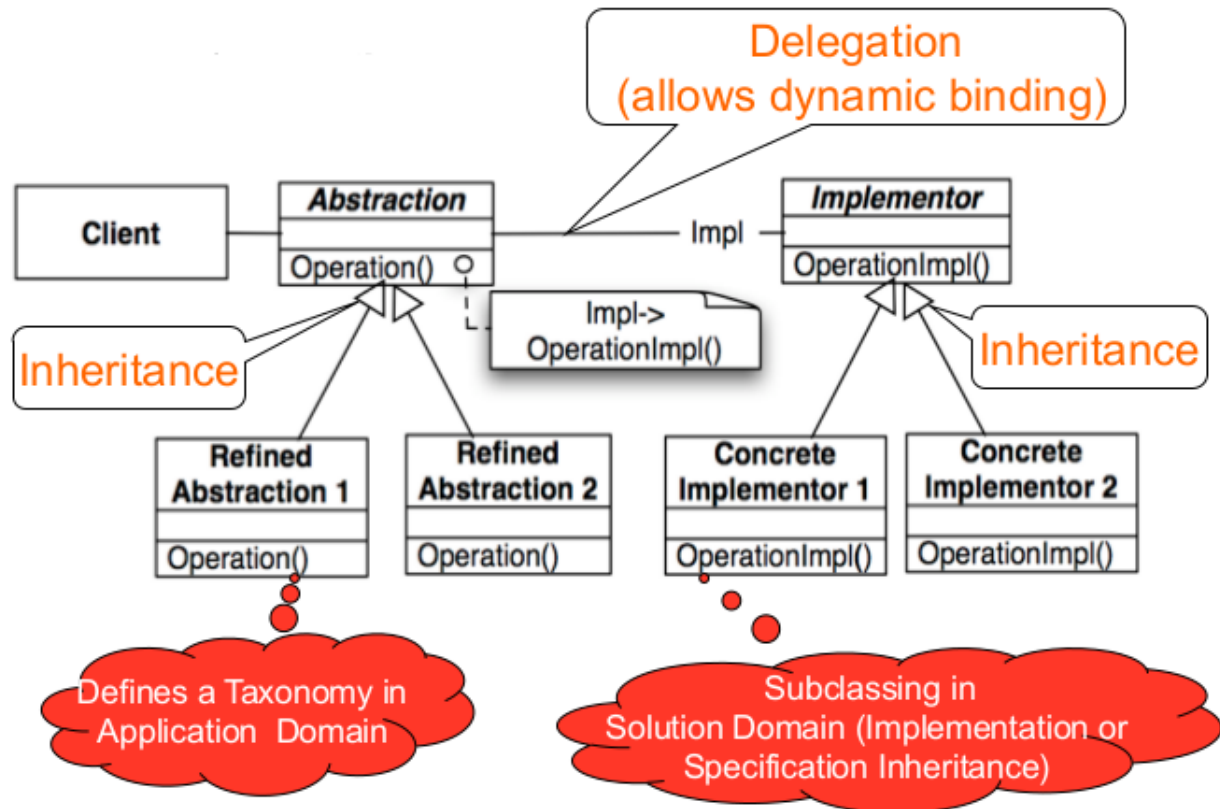 Delegation
(allows dynamic binding)
Client
Abstraction
Operation()
Impl
Implementor
OperationImpl()
Impl->
OperationImpl()
Inheritance
Inheritance
Refined
Abstraction 1
Operation()
Refined
Abstraction 2
Operation()
Concrete
Implementor 1
OperationImpl()
Concrete
Implementor 2
OperationImpl()
Defines a Taxonomy in
Application Domain
Subclassing in
Solution Domain (Implementation or
Specification Inheritance)